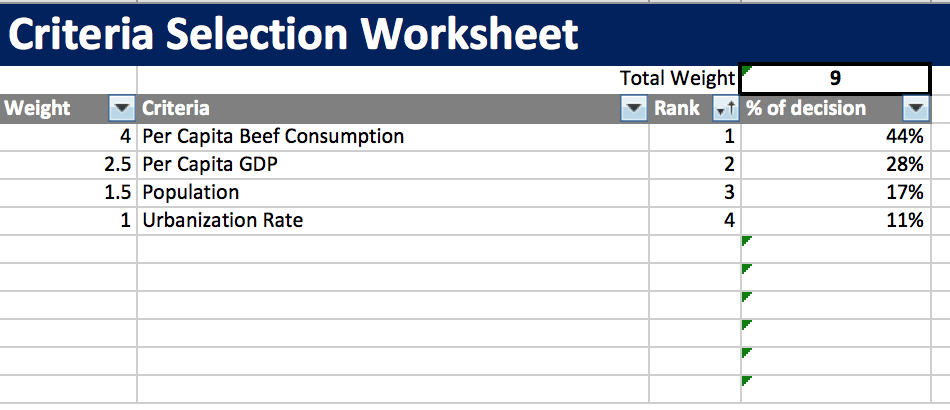 Criteria Selection Worksheet
Total Weight 9
Weight Criteria Rank % of decision
4 Per Capita Beef Consumption 1 44%
2.5 Per Capita GDP 2 28%
1.5 Population 3 17%
1 Urbanization Rate 4 11%